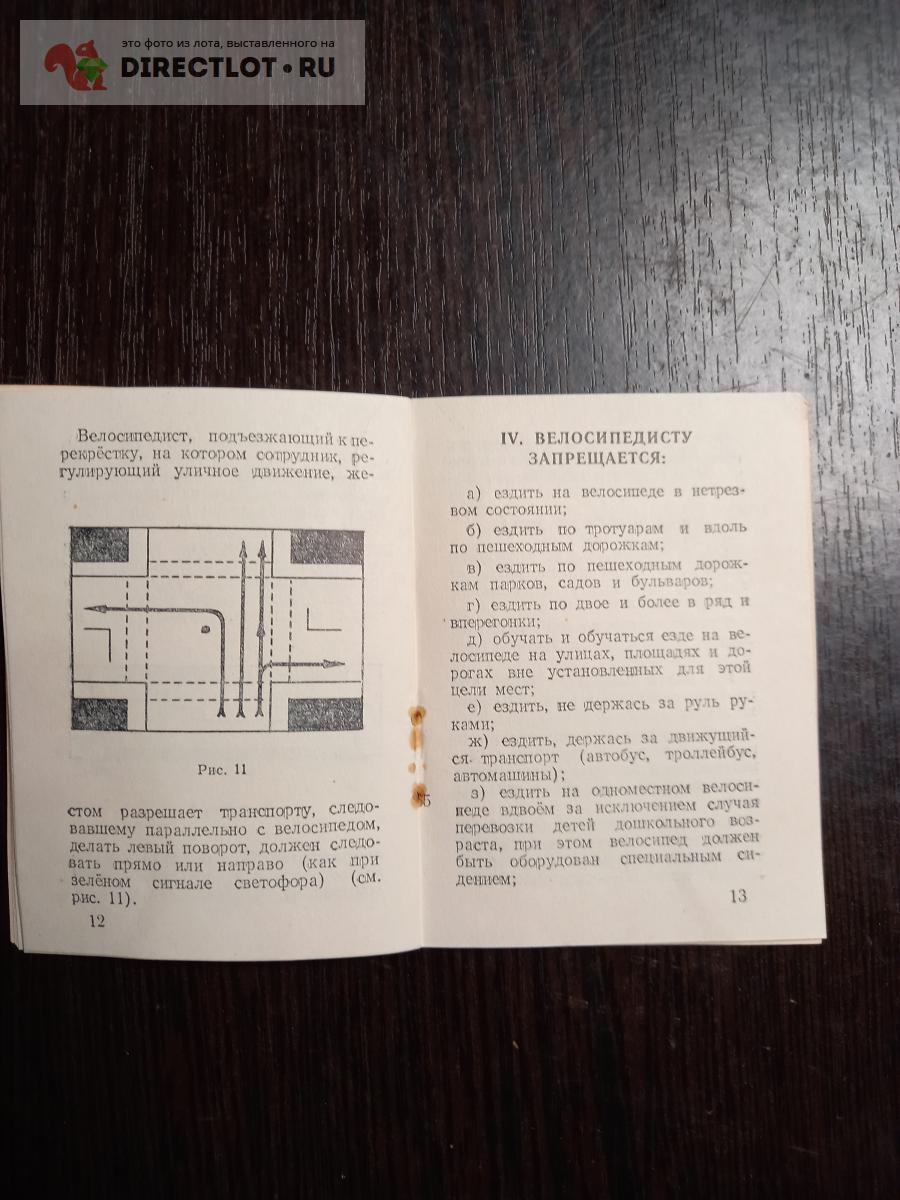 это фото из лота, выставленного на
DIRECTLOT•RU
Велосипедист, подъезжающий к пе-
рекрёстку, на котором сотрудник, ре-
гулирующий уличное движение, же-
Рис. 11
стом разрешает транспорту, следо-
вавшему параллельно с велосипедом,
делать левый поворот, должен следо-
вать прямо или направо (как при
зелёном сигнале светофора) (см.
рис. 11).
12
IV. ВЕЛОСИПЕДИСТУ
ЗАПРЕЩАЕТСЯ:
а) ездить на велосипеде в нетрез-
вом состоянии;
б) ездить по тротуарам и вдоль
по пешеходным дорожкам;
в) ездить по пешеходным дорож-
кам парков, садов и бульваров;
г) ездить по двое и более в ряд и
вперегонки;
д) обучать и обучаться езде на ве-
лосипеде на улицах, площадях и до-
рогах вне установленных для этой
цели мест;
е) ездить, не держась за руль ру-
ками;
ж) ездить, держась за движущий-
ся транспорт (автобус, троллейбус,
автомашины);
з) ездить на одноместном велоси-
педе вдвоём за исключением случая
перевозки детей дошкольного воз-
раста, при этом велосипед должен
быть оборудован специальным си-
дением;
13